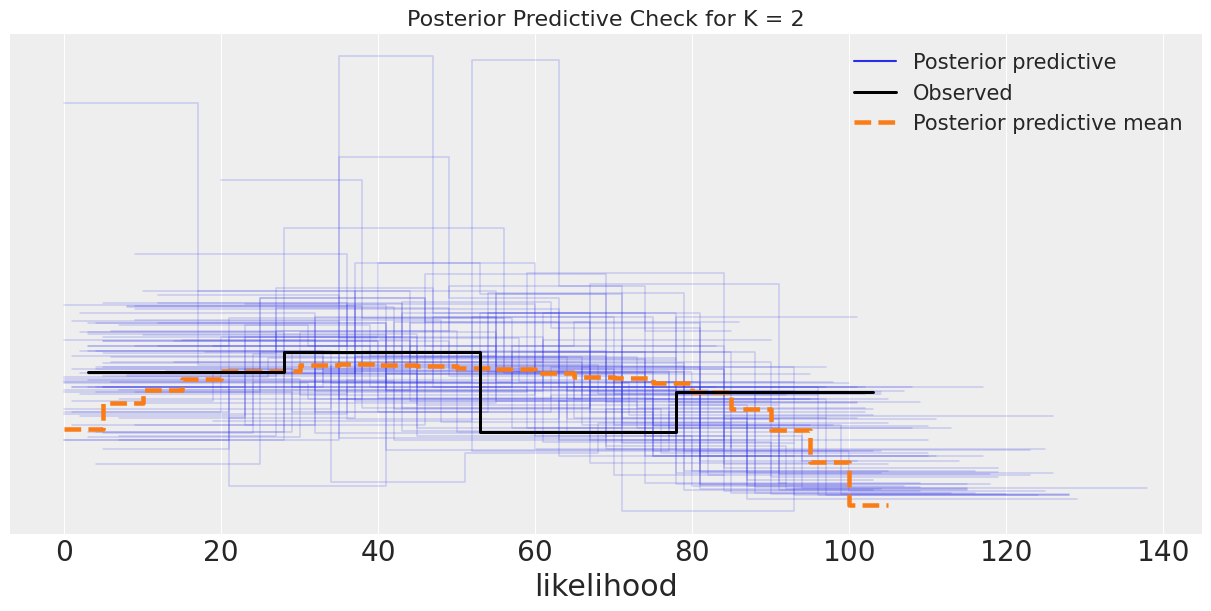 Posterior Predictive Check for K = 2
Posterior predictive
Observed
Posterior predictive mean
0 20 40 60 80 100 120 140
likelihood